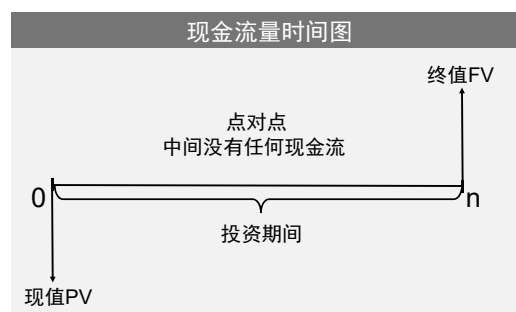 现金流量时间图
终值FV
点对点
中间没有任何现金流
0
n
投资期间
现值PV